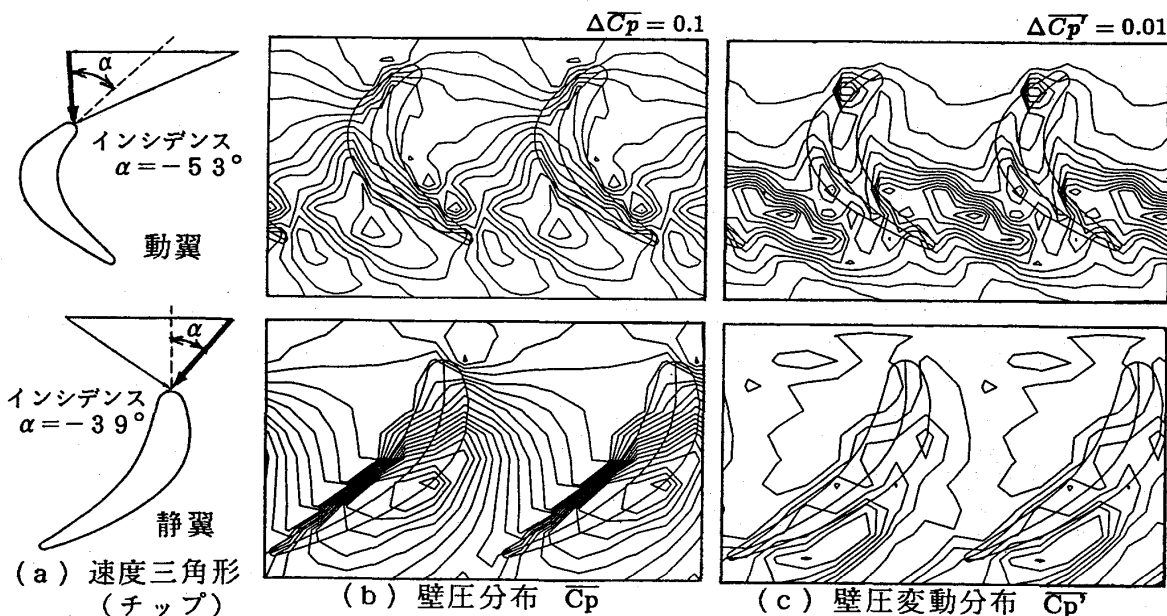 ΔC̅p̅ = 0.1
ΔC̅p̅'̅ = 0.01
α
インシデンス
α=-53°
動翼
α
インシデンス
α=-39°
静翼
(a) 速度三角形
(チップ)
(b) 壁圧分布 C̅p̅
(c) 壁圧変動分布 C̅p̅'̅